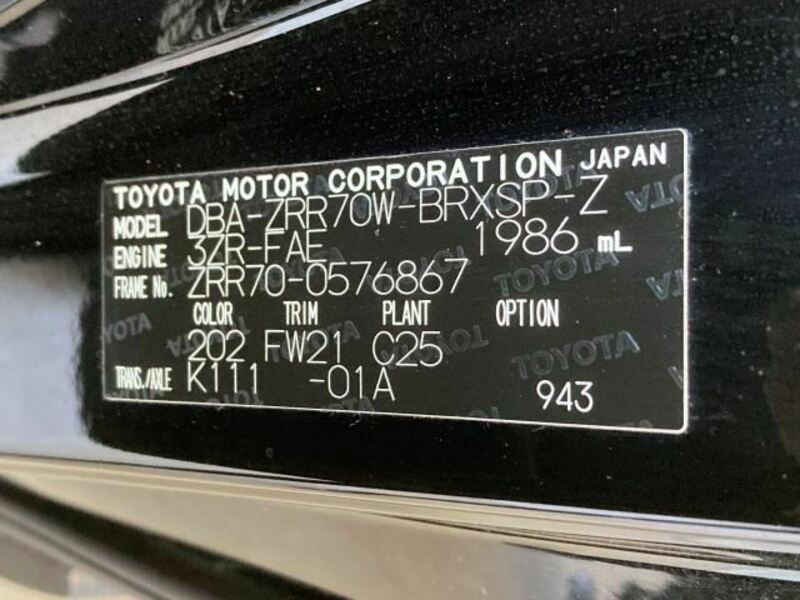 TOYOTA MOTOR CORPORATION JAPAN
MODEL DBA-ZRR70W-BRXSP-Z
ENGINE 3ZR-FAE 1986 mL
FRAME No. ZRR70-0576867
COLOR TRIM PLANT OPTION
202 FW21 C25
TRANS./AXLE K111 -01A 943